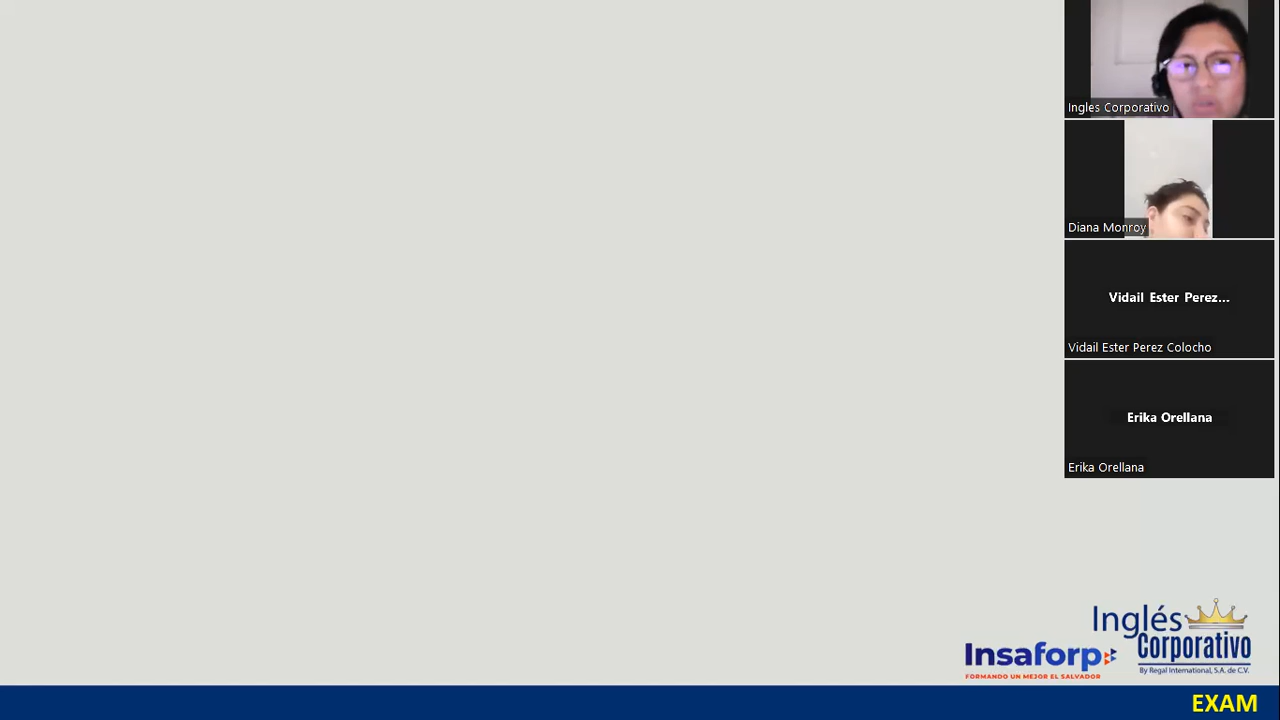 Ingles Corporativo
Diana Monroy
Vidail Ester Perez...
Vidail Ester Perez Colocho
Erika Orellana
Erika Orellana
Inglés
Corporativo
By Regal International, S.A. de C.V.
Insaforp
FORMANDO UN MEJOR EL SALVADOR
EXAM